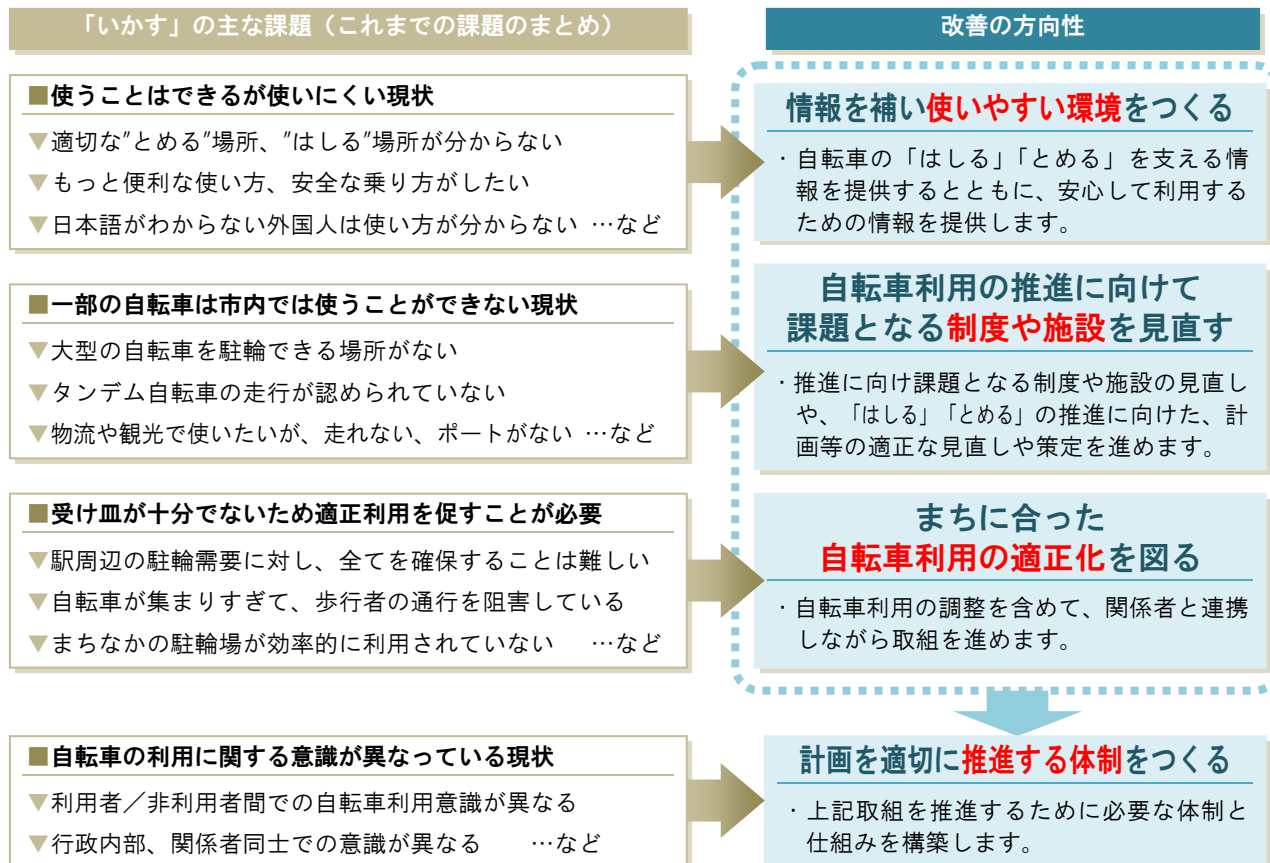 「いかす」の主な課題（これまでの課題のまとめ）
改善の方向性
■使うことはできるが使いにくい現状
▼適切な"とめる"場所、"はしる"場所が分からない
▼もっと便利な使い方、安全な乗り方がしたい
▼日本語がわからない外国人は使い方が分からない …など
情報を補い使いやすい環境をつくる
・自転車の「はしる」「とめる」を支える情
報を提供するとともに、安心して利用する
ための情報を提供します。
■一部の自転車は市内では使うことができない現状
▼大型の自転車を駐輪できる場所がない
▼タンデム自転車の走行が認められていない
▼物流や観光で使いたいが、走れない、ポートがない …など
自転車利用の推進に向けて
課題となる制度や施設を見直す
・推進に向け課題となる制度や施設の見直し
や、「はしる」「とめる」の推進に向けた、計
画等の適正な見直しや策定を進めます。
■受け皿が十分でないため適正利用を促すことが必要
▼駅周辺の駐輪需要に対し、全てを確保することは難しい
▼自転車が集まりすぎて、歩行者の通行を阻害している
▼まちなかの駐輪場が効率的に利用されていない …など
まちに合った
自転車利用の適正化を図る
・自転車利用の調整を含めて、関係者と連携
しながら取組を進めます。
■自転車の利用に関する意識が異なっている現状
▼利用者／非利用者間での自転車利用意識が異なる
▼行政内部、関係者同士での意識が異なる …など
計画を適切に推進する体制をつくる
・上記取組を推進するために必要な体制と
仕組みを構築します。